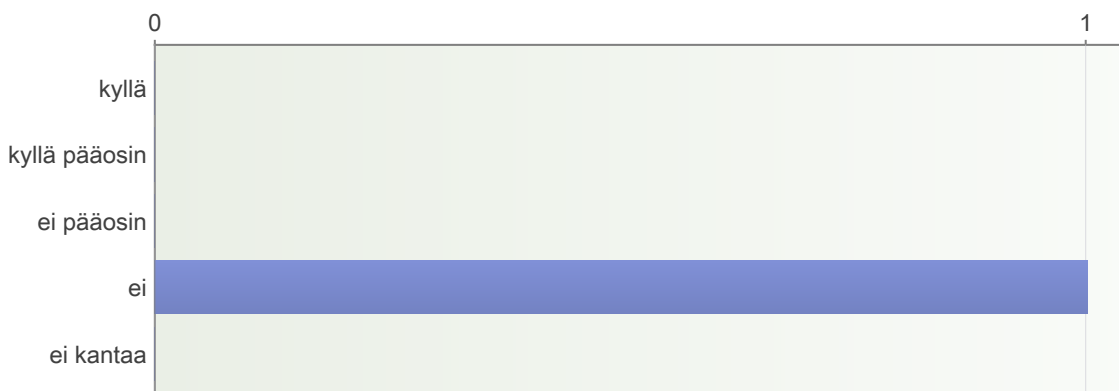 0 1
kyllä
kyllä pääosin
ei pääosin
ei
ei kantaa